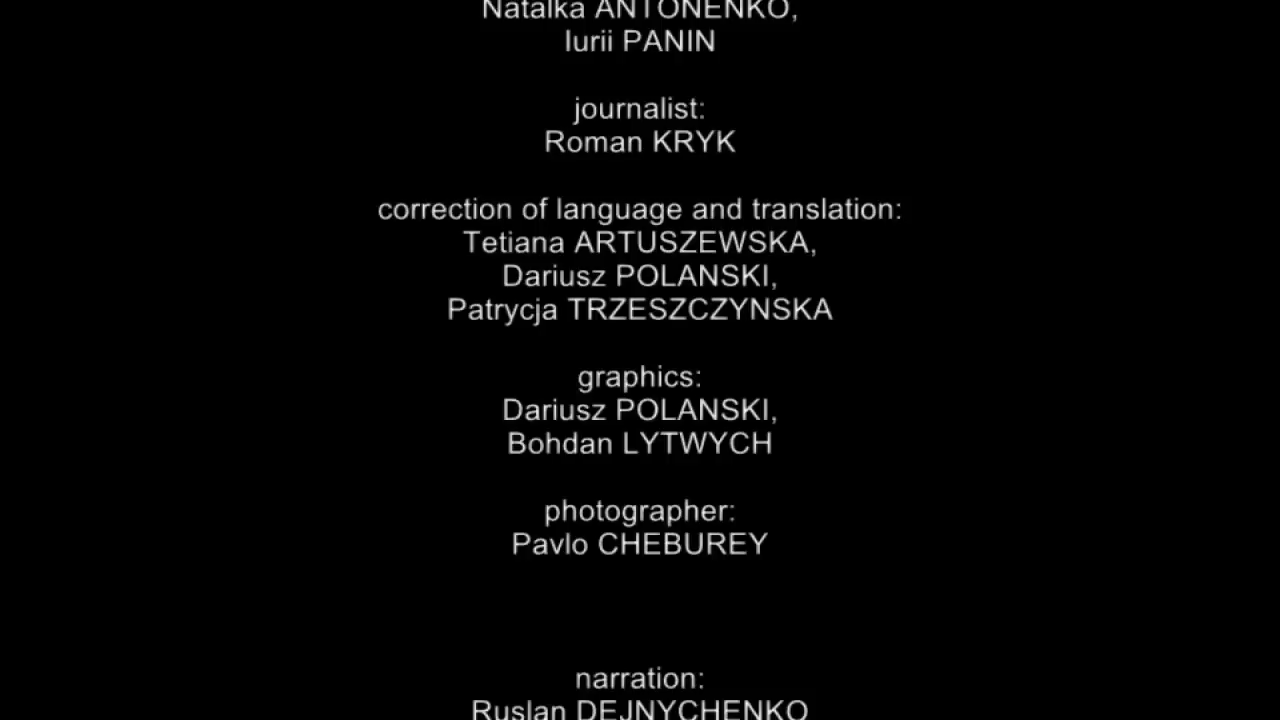 Natalka ANTONENKO,
Iurii PANIN
journalist:
Roman KRYK
correction of language and translation:
Tetiana ARTUSZEWSKA,
Dariusz POLANSKI,
Patrycja TRZESZCZYNSKA
graphics:
Dariusz POLANSKI,
Bohdan LYTWYCH
photographer:
Pavlo CHEBUREY
narration:
Ruslan DEJNYCHENKO